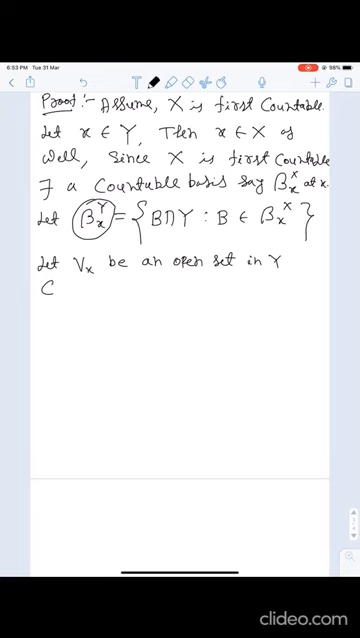 6:53 PM Tue 31 Mar
98%
Proof :- Assume, X is first Countable.
Let x ∈ Y, Then x ∈ X as
well, Since X is first Countable
∃ a Countable basis say β_x^X at x.
Let β_x^Y = { B∩Y : B ∈ β_x^X }
Let V_x be an open set in Y
C
clideo.com